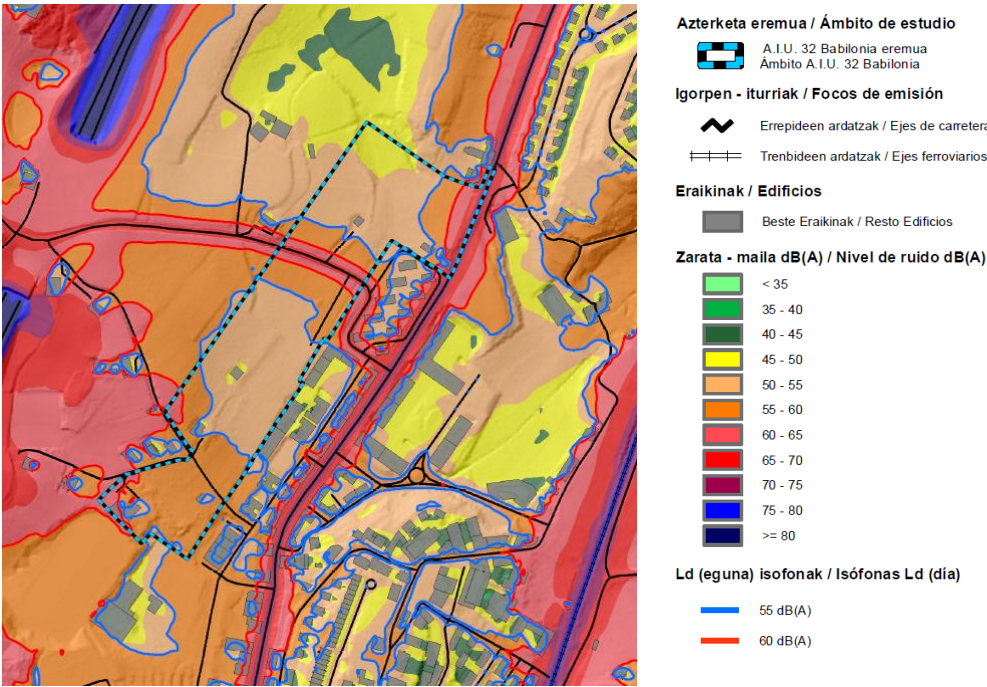 Azterketa eremua / Ámbito de estudio
A.I.U. 32 Babilonia eremua
Ámbito A.I.U. 32 Babilonia
Igorpen - iturriak / Focos de emisión
Errepideen ardatzak / Ejes de carretera
Trenbideen ardatzak / Ejes ferroviarios
Eraikinak / Edificios
Beste Eraikinak / Resto Edificios
Zarata - maila dB(A) / Nivel de ruido dB(A)
< 35
35 - 40
40 - 45
45 - 50
50 - 55
55 - 60
60 - 65
65 - 70
70 - 75
75 - 80
>= 80
Ld (eguna) isofonak / Isófonas Ld (día)
55 dB(A)
60 dB(A)